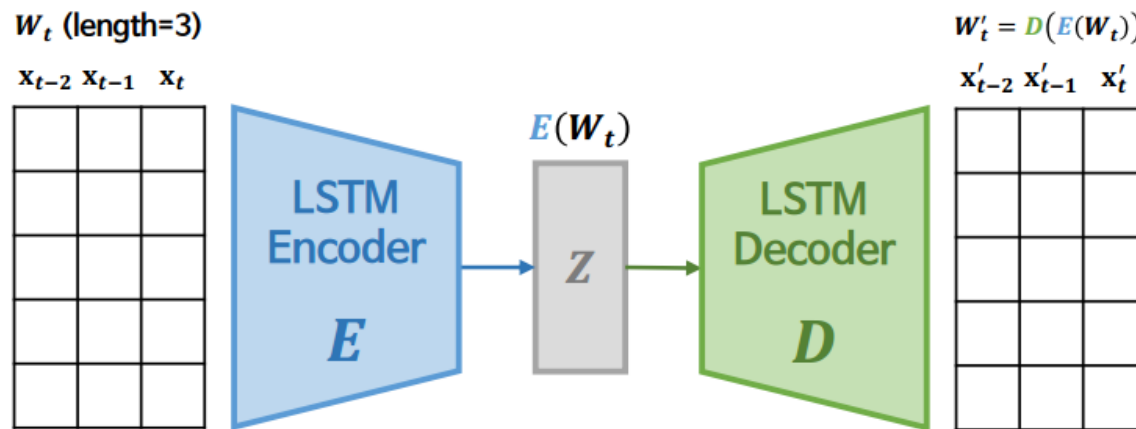 W_t (length=3)
x_{t−2} x_{t−1} x_t
LSTM
Encoder
E
E(W_t)
Z
LSTM
Decoder
D
W′_t = D(E(W_t))
x′_{t−2} x′_{t−1} x′_t